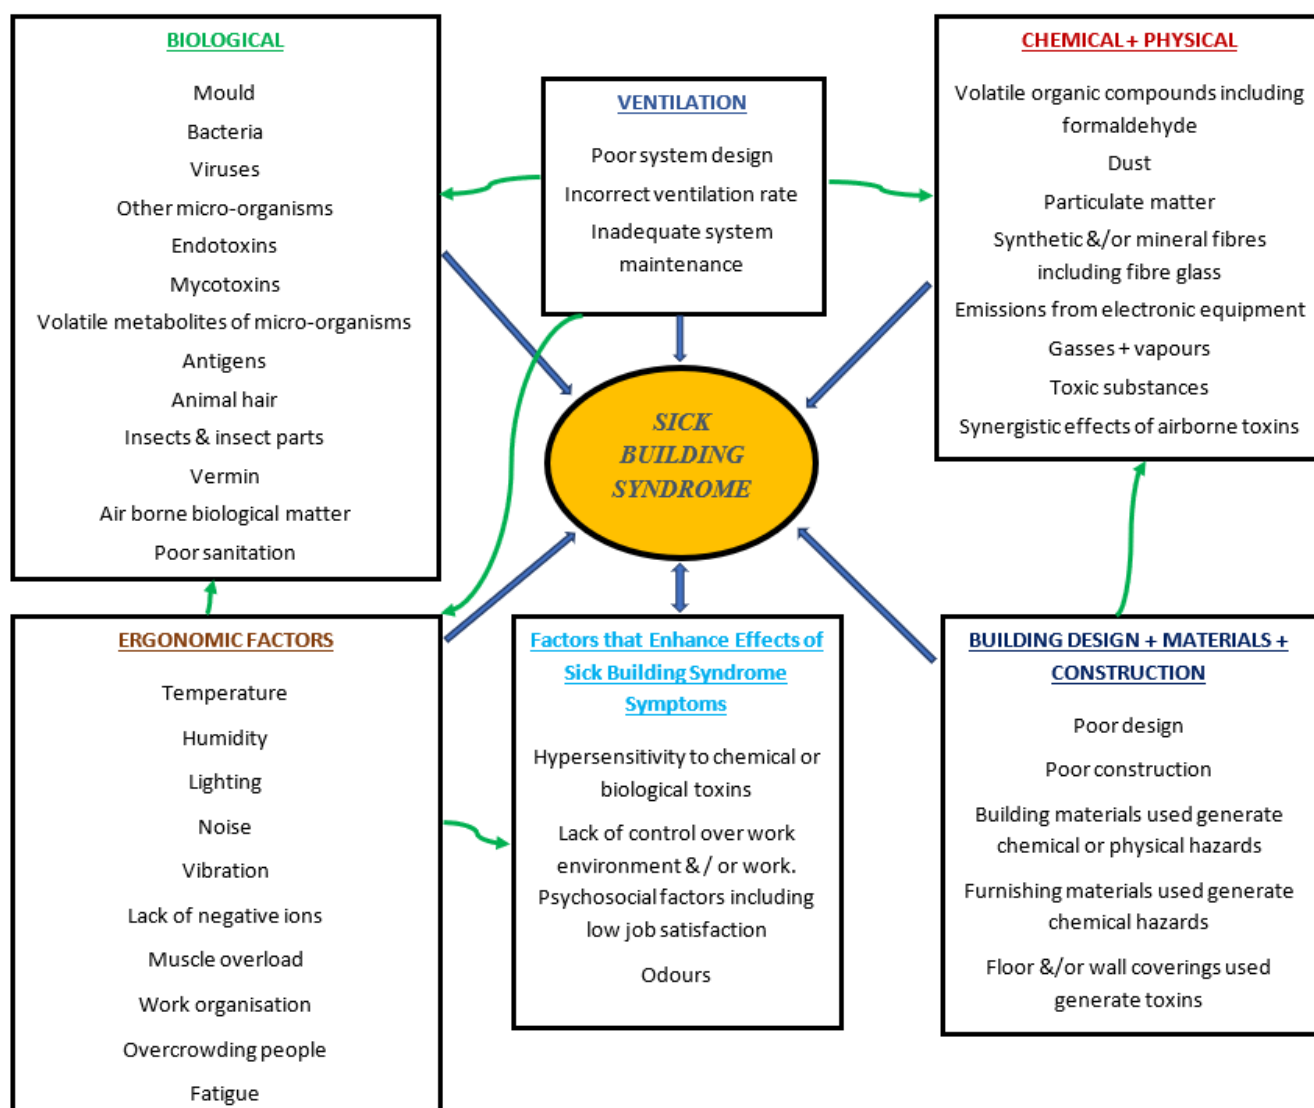 BIOLOGICAL
Mould
Bacteria
Viruses
Other micro-organisms
Endotoxins
Mycotoxins
Volatile metabolites of micro-organisms
Antigens
Animal hair
Insects & insect parts
Vermin
Air borne biological matter
Poor sanitation
VENTILATION
Poor system design
Incorrect ventilation rate
Inadequate system
maintenance
CHEMICAL + PHYSICAL
Volatile organic compounds including
formaldehyde
Dust
Particulate matter
Synthetic &/or mineral fibres
including fibre glass
Emissions from electronic equipment
Gasses + vapours
Toxic substances
Synergistic effects of airborne toxins
SICK
BUILDING
SYNDROME
ERGONOMIC FACTORS
Temperature
Humidity
Lighting
Noise
Vibration
Lack of negative ions
Muscle overload
Work organisation
Overcrowding people
Fatigue
Factors that Enhance Effects of
Sick Building Syndrome
Symptoms
Hypersensitivity to chemical or
biological toxins
Lack of control over work
environment & / or work.
Psychosocial factors including
low job satisfaction
Odours
BUILDING DESIGN + MATERIALS +
CONSTRUCTION
Poor design
Poor construction
Building materials used generate
chemical or physical hazards
Furnishing materials used generate
chemical hazards
Floor &/or wall coverings used
generate toxins